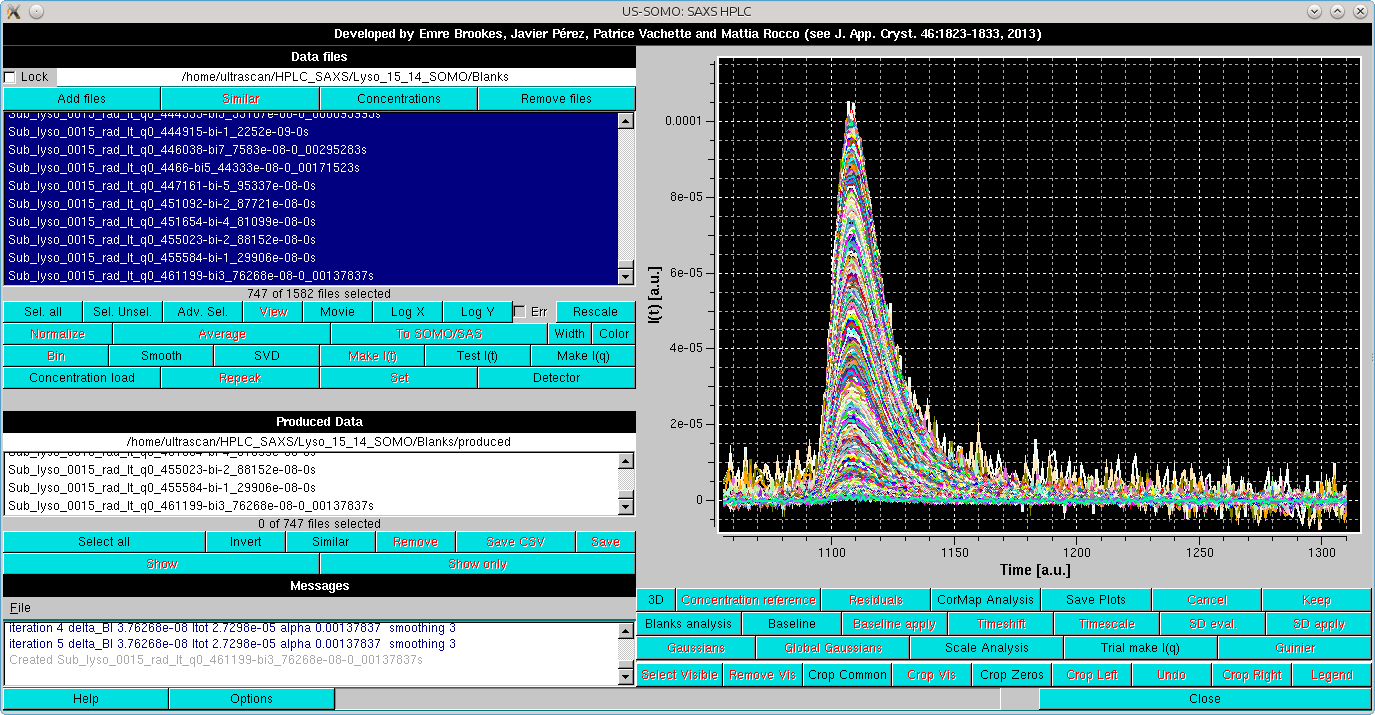 US-SOMO: SAXS HPLC
Developed by Emre Brookes, Javier Pérez, Patrice Vachette and Mattia Rocco (see J. App. Cryst. 46:1823-1833, 2013)
Data files
Lock /home/ultrascan/HPLC_SAXS/Lyso_15_14_SOMO/Blanks
Add files Similar Concentrations Remove files
Sub_lyso_0015_rad_lt_q0_444915-bi-1_2252e-09-0s
Sub_lyso_0015_rad_lt_q0_446038-bi7_7583e-08-0_00295283s
Sub_lyso_0015_rad_lt_q0_4466-bi5_44333e-08-0_00171523s
Sub_lyso_0015_rad_lt_q0_447161-bi-5_95337e-08-0s
Sub_lyso_0015_rad_lt_q0_451092-bi-2_87721e-08-0s
Sub_lyso_0015_rad_lt_q0_451654-bi-4_81099e-08-0s
Sub_lyso_0015_rad_lt_q0_455023-bi-2_88152e-08-0s
Sub_lyso_0015_rad_lt_q0_455584-bi-1_29906e-08-0s
Sub_lyso_0015_rad_lt_q0_461199-bi3_76268e-08-0_00137837s
747 of 1582 files selected
Sel. all Sel. Unsel. Adv. Sel. View Movie Log X Log Y Err Rescale
Normalize Average To SOMO/SAS Width Color
Bin Smooth SVD Make I(t) Test I(t) Make I(q)
Concentration load Repeak Set Detector
Produced Data
/home/ultrascan/HPLC_SAXS/Lyso_15_14_SOMO/Blanks/produced
Sub_lyso_0015_rad_lt_q0_455023-bi-2_88152e-08-0s
Sub_lyso_0015_rad_lt_q0_455584-bi-1_29906e-08-0s
Sub_lyso_0015_rad_lt_q0_461199-bi3_76268e-08-0_00137837s
0 of 747 files selected
Select all Invert Similar Remove Save CSV Save
Show Show only
Messages
File
iteration 4 delta_BI 3.76268e-08 Itot 2.7298e-05 alpha 0.00137837 smoothing 3
iteration 5 delta_BI 3.76268e-08 Itot 2.7298e-05 alpha 0.00137837 smoothing 3
Created Sub_lyso_0015_rad_lt_q0_461199-bi3_76268e-08-0_00137837s
Help Options
I(t) [a.u.]
0.0001
8e-05
6e-05
4e-05
2e-05
0
1100 1150 1200 1250 1300
Time [a.u.]
3D Concentration reference Residuals CorMap Analysis Save Plots Cancel Keep
Blanks analysis Baseline Baseline apply Timeshift Timescale SD eval. SD apply
Gaussians Global Gaussians Scale Analysis Trial make I(q) Guinier
Select Visible Remove Vis Crop Common Crop Vis Crop Zeros Crop Left Undo Crop Right Legend
Close